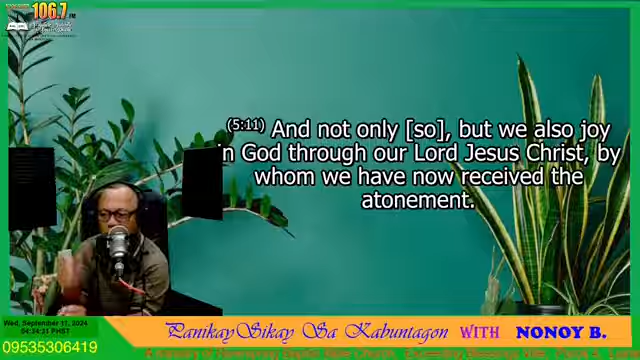 106.7 FM
(5:11) And not only [so], but we also joy
in God through our Lord Jesus Christ, by
whom we have now received the
atonement.
Wed, September 11, 2024
04:34:31 PHST
09535306419
PanikaySikay Sa Kabuntagon WITH NONOY B.